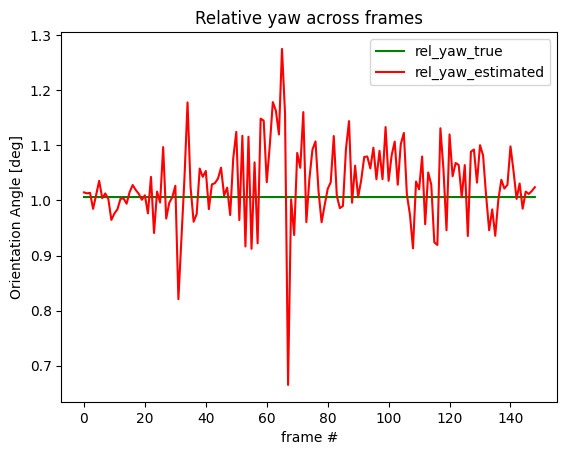 Relative yaw across frames
rel_yaw_true
rel_yaw_estimated
Orientation Angle [deg]
1.3
1.2
1.1
1.0
0.9
0.8
0.7
0 20 40 60 80 100 120 140
frame #